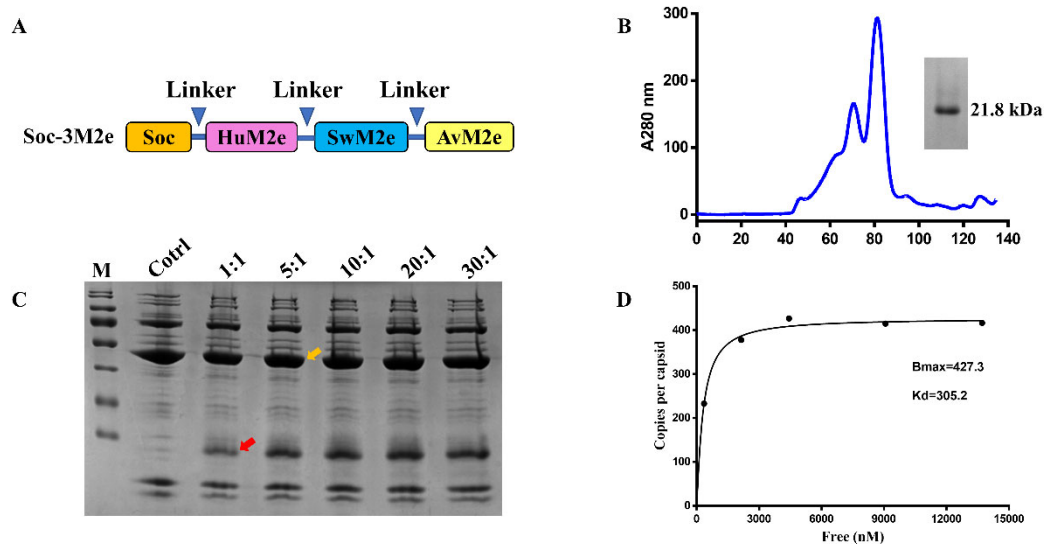 A
Linker Linker Linker
Soc-3M2e Soc HuM2e SwM2e AvM2e
B
A280 nm
300
200
100
0
0 20 40 60 80 100 120 140
21.8 kDa
C
M Cotrl 1:1 5:1 10:1 20:1 30:1
D
Copies per capsid
500
400
300
200
100
0
0 3000 6000 9000 12000 15000
Free (nM)
Bmax=427.3
Kd=305.2